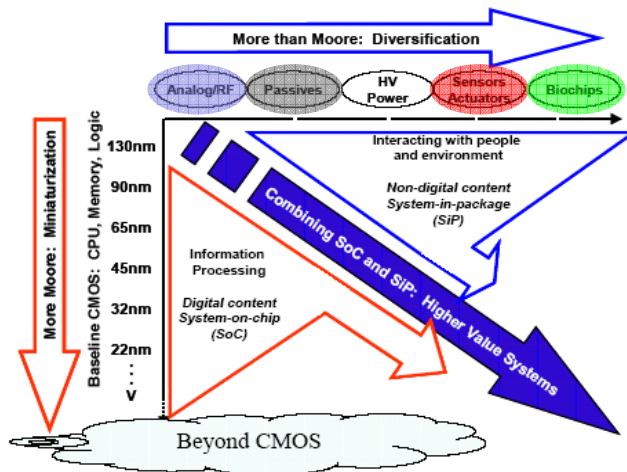 More than Moore: Diversification
Analog/RF
Passives
HV
Power
Sensors
Actuators
Biochips
More Moore: Miniaturization
Baseline CMOS: CPU, Memory, Logic
130nm
90nm
65nm
45nm
32nm
22nm
V
Interacting with people
and environment
Non-digital content
System-in-package
(SiP)
Combining SoC and SiP: Higher Value Systems
Information
Processing
Digital content
System-on-chip
(SoC)
Beyond CMOS